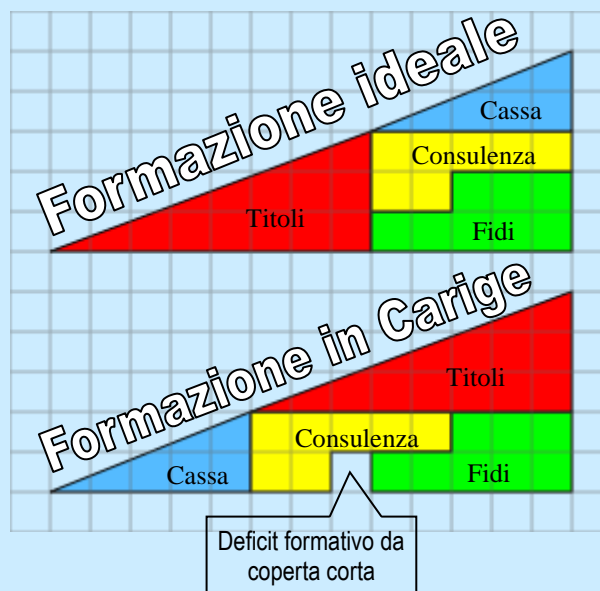 Formazione ideale
Cassa
Consulenza
Titoli
Fidi
Formazione in Carige
Titoli
Consulenza
Cassa
Fidi
Deficit formativo da
coperta corta